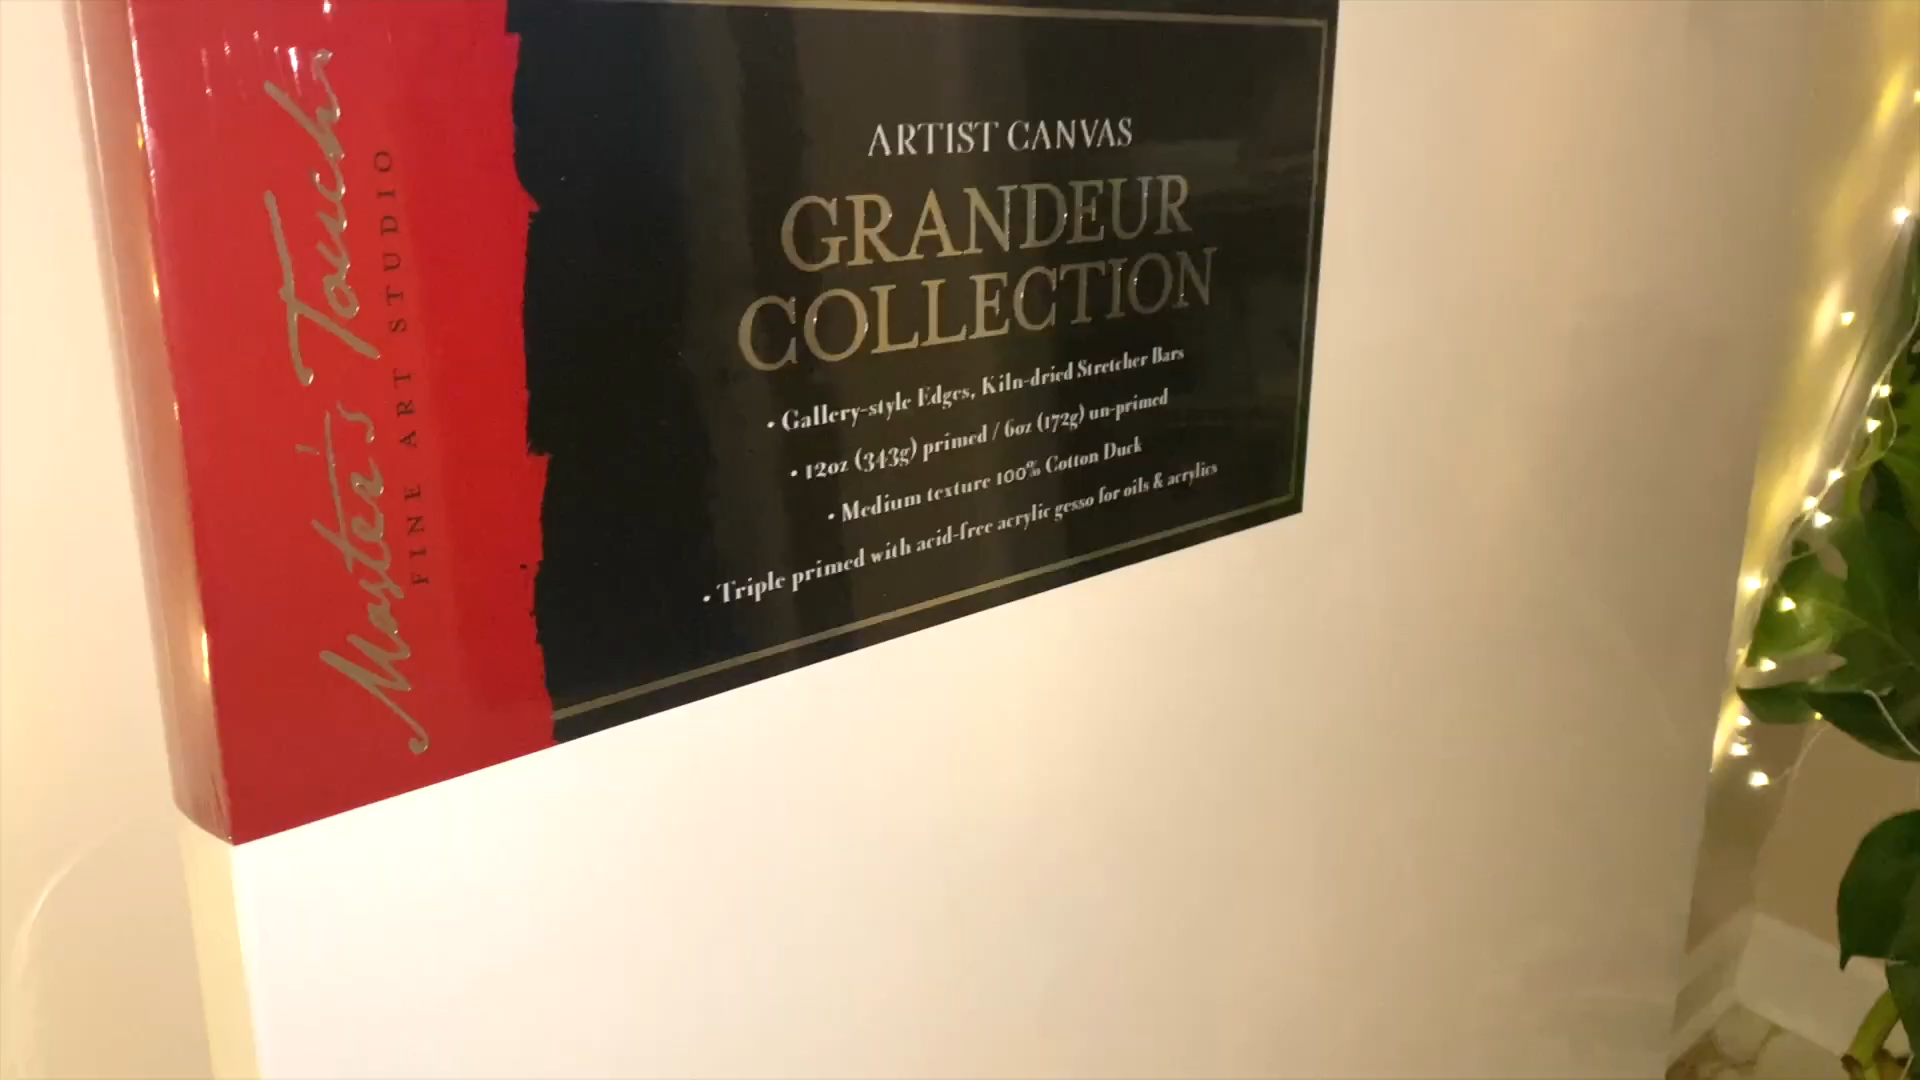 Master's Touch
FINE ART STUDIO
ARTIST CANVAS
GRANDEUR
COLLECTION
• Gallery-style Edges, Kiln-dried Stretcher Bars
• 12oz (343g) primed / 6oz (172g) un-primed
• Medium texture 100% Cotton Duck
• Triple primed with acid-free acrylic gesso for oils & acrylics